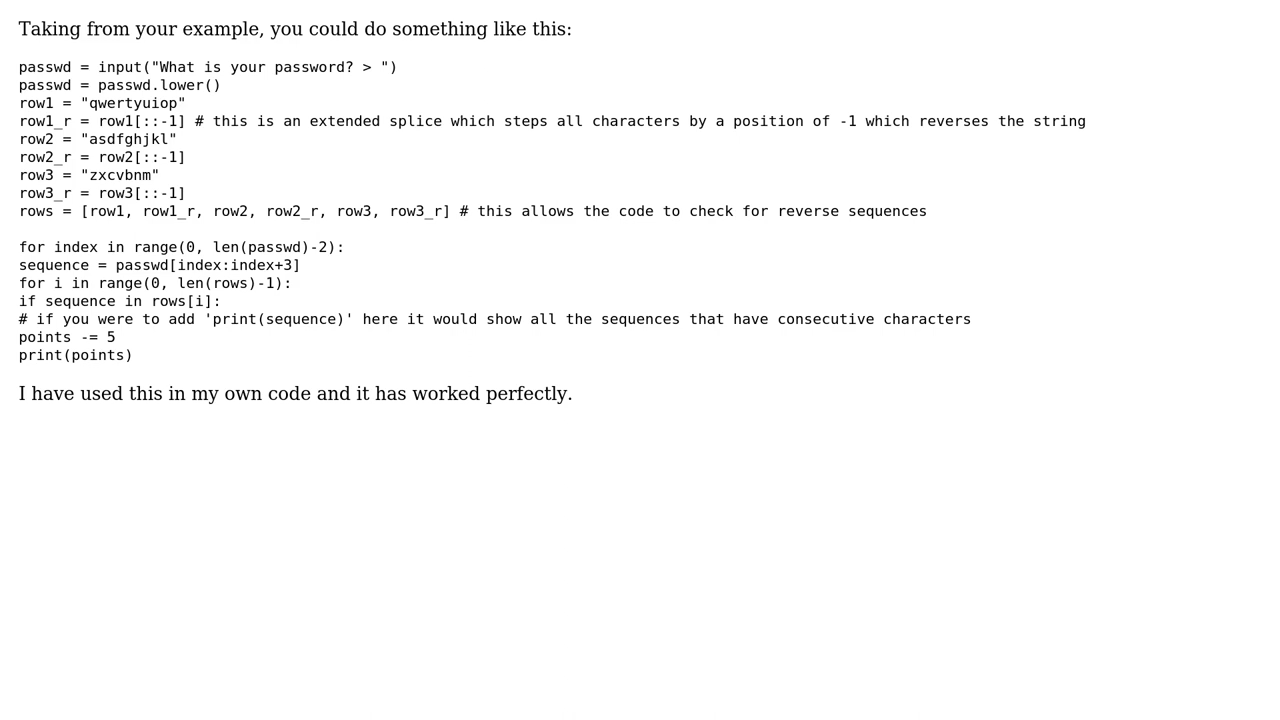 Taking from your example, you could do something like this:
passwd = input("What is your password? > ")
passwd = passwd.lower()
row1 = "qwertyuiop"
row1_r = row1[::-1] # this is an extended splice which steps all characters by a position of -1 which reverses the string
row2 = "asdfghjkl"
row2_r = row2[::-1]
row3 = "zxcvbnm"
row3_r = row3[::-1]
rows = [row1, row1_r, row2, row2_r, row3, row3_r] # this allows the code to check for reverse sequences
for index in range(0, len(passwd)-2):
sequence = passwd[index:index+3]
for i in range(0, len(rows)-1):
if sequence in rows[i]:
# if you were to add 'print(sequence)' here it would show all the sequences that have consecutive characters
points -= 5
print(points)
I have used this in my own code and it has worked perfectly.